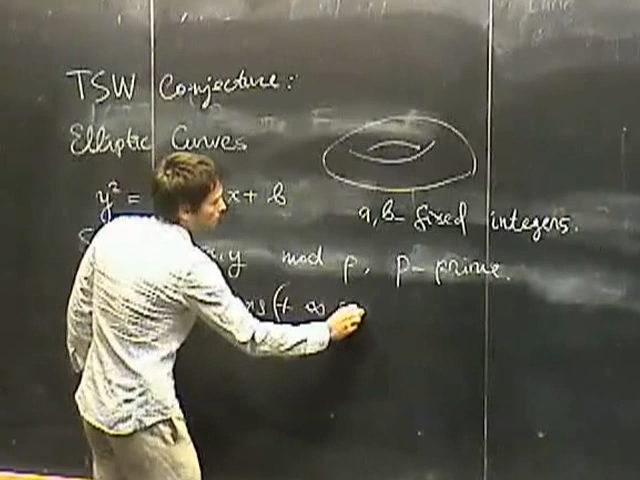 TSW Conjecture:
Elliptic Curves
y² = x + b
a, b - fixed integers.
x, y mod p, p - prime.
(+ ∞